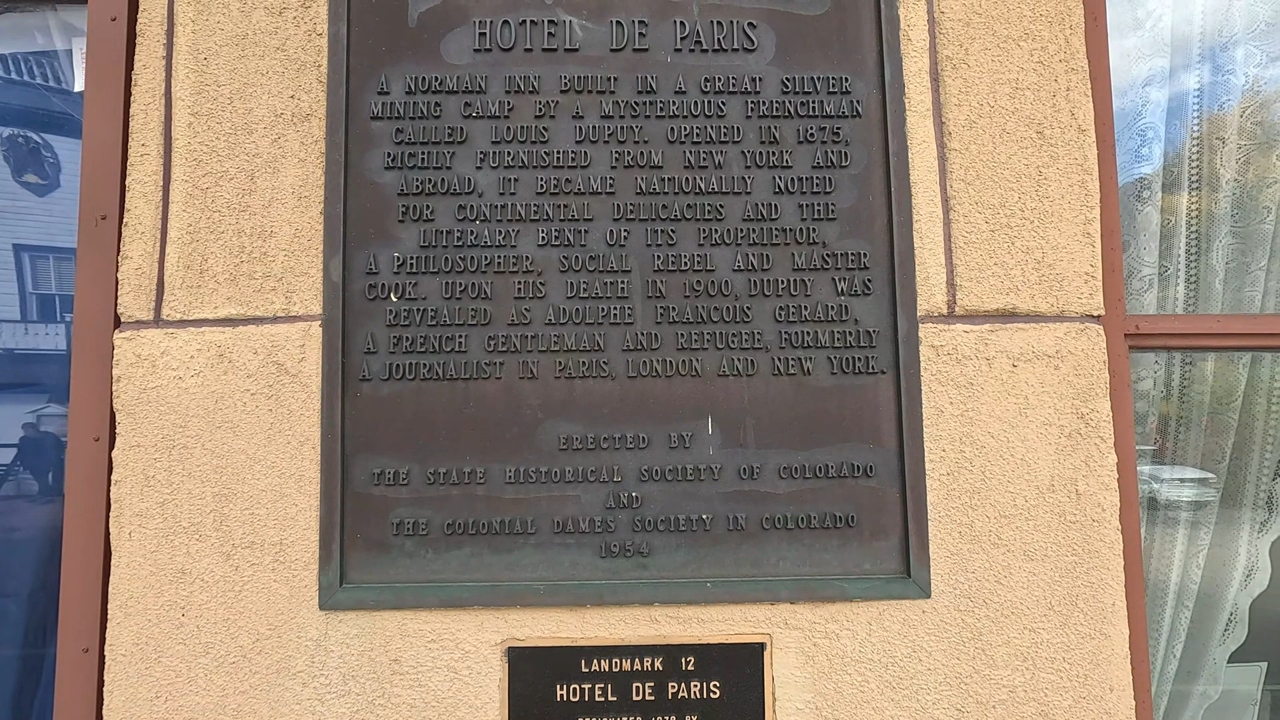 HOTEL DE PARIS
A NORMAN INN BUILT IN A GREAT SILVER
MINING CAMP BY A MYSTERIOUS FRENCHMAN
CALLED LOUIS DUPUY. OPENED IN 1875,
RICHLY FURNISHED FROM NEW YORK AND
ABROAD, IT BECAME NATIONALLY NOTED
FOR CONTINENTAL DELICACIES AND THE
LITERARY BENT OF ITS PROPRIETOR,
A PHILOSOPHER, SOCIAL REBEL AND MASTER
COOK. UPON HIS DEATH IN 1900, DUPUY WAS
REVEALED AS ADOLPHE FRANCOIS GERARD,
A FRENCH GENTLEMAN AND REFUGEE, FORMERLY
A JOURNALIST IN PARIS, LONDON AND NEW YORK.
ERECTED BY
THE STATE HISTORICAL SOCIETY OF COLORADO
AND
THE COLONIAL DAMES' SOCIETY IN COLORADO
1954
LANDMARK 12
HOTEL DE PARIS
DESIGNATED BY